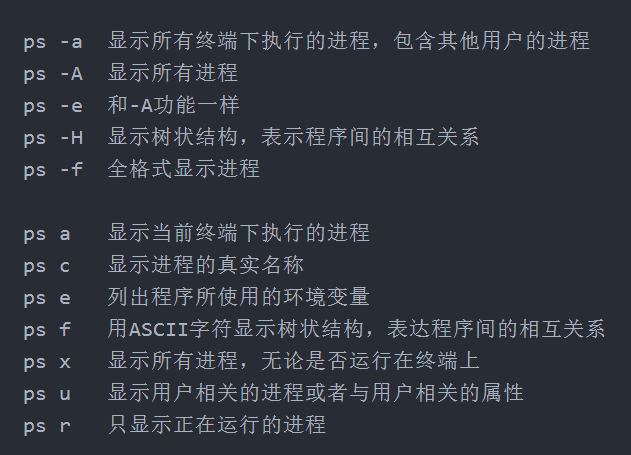 ps -a 显示所有终端下执行的进程，包含其他用户的进程
ps -A 显示所有进程
ps -e 和-A功能一样
ps -H 显示树状结构，表示程序间的相互关系
ps -f 全格式显示进程
ps a 显示当前终端下执行的进程
ps c 显示进程的真实名称
ps e 列出程序所使用的环境变量
ps f 用ASCII字符显示树状结构，表达程序间的相互关系
ps x 显示所有进程，无论是否运行在终端上
ps u 显示用户相关的进程或者与用户相关的属性
ps r 只显示正在运行的进程